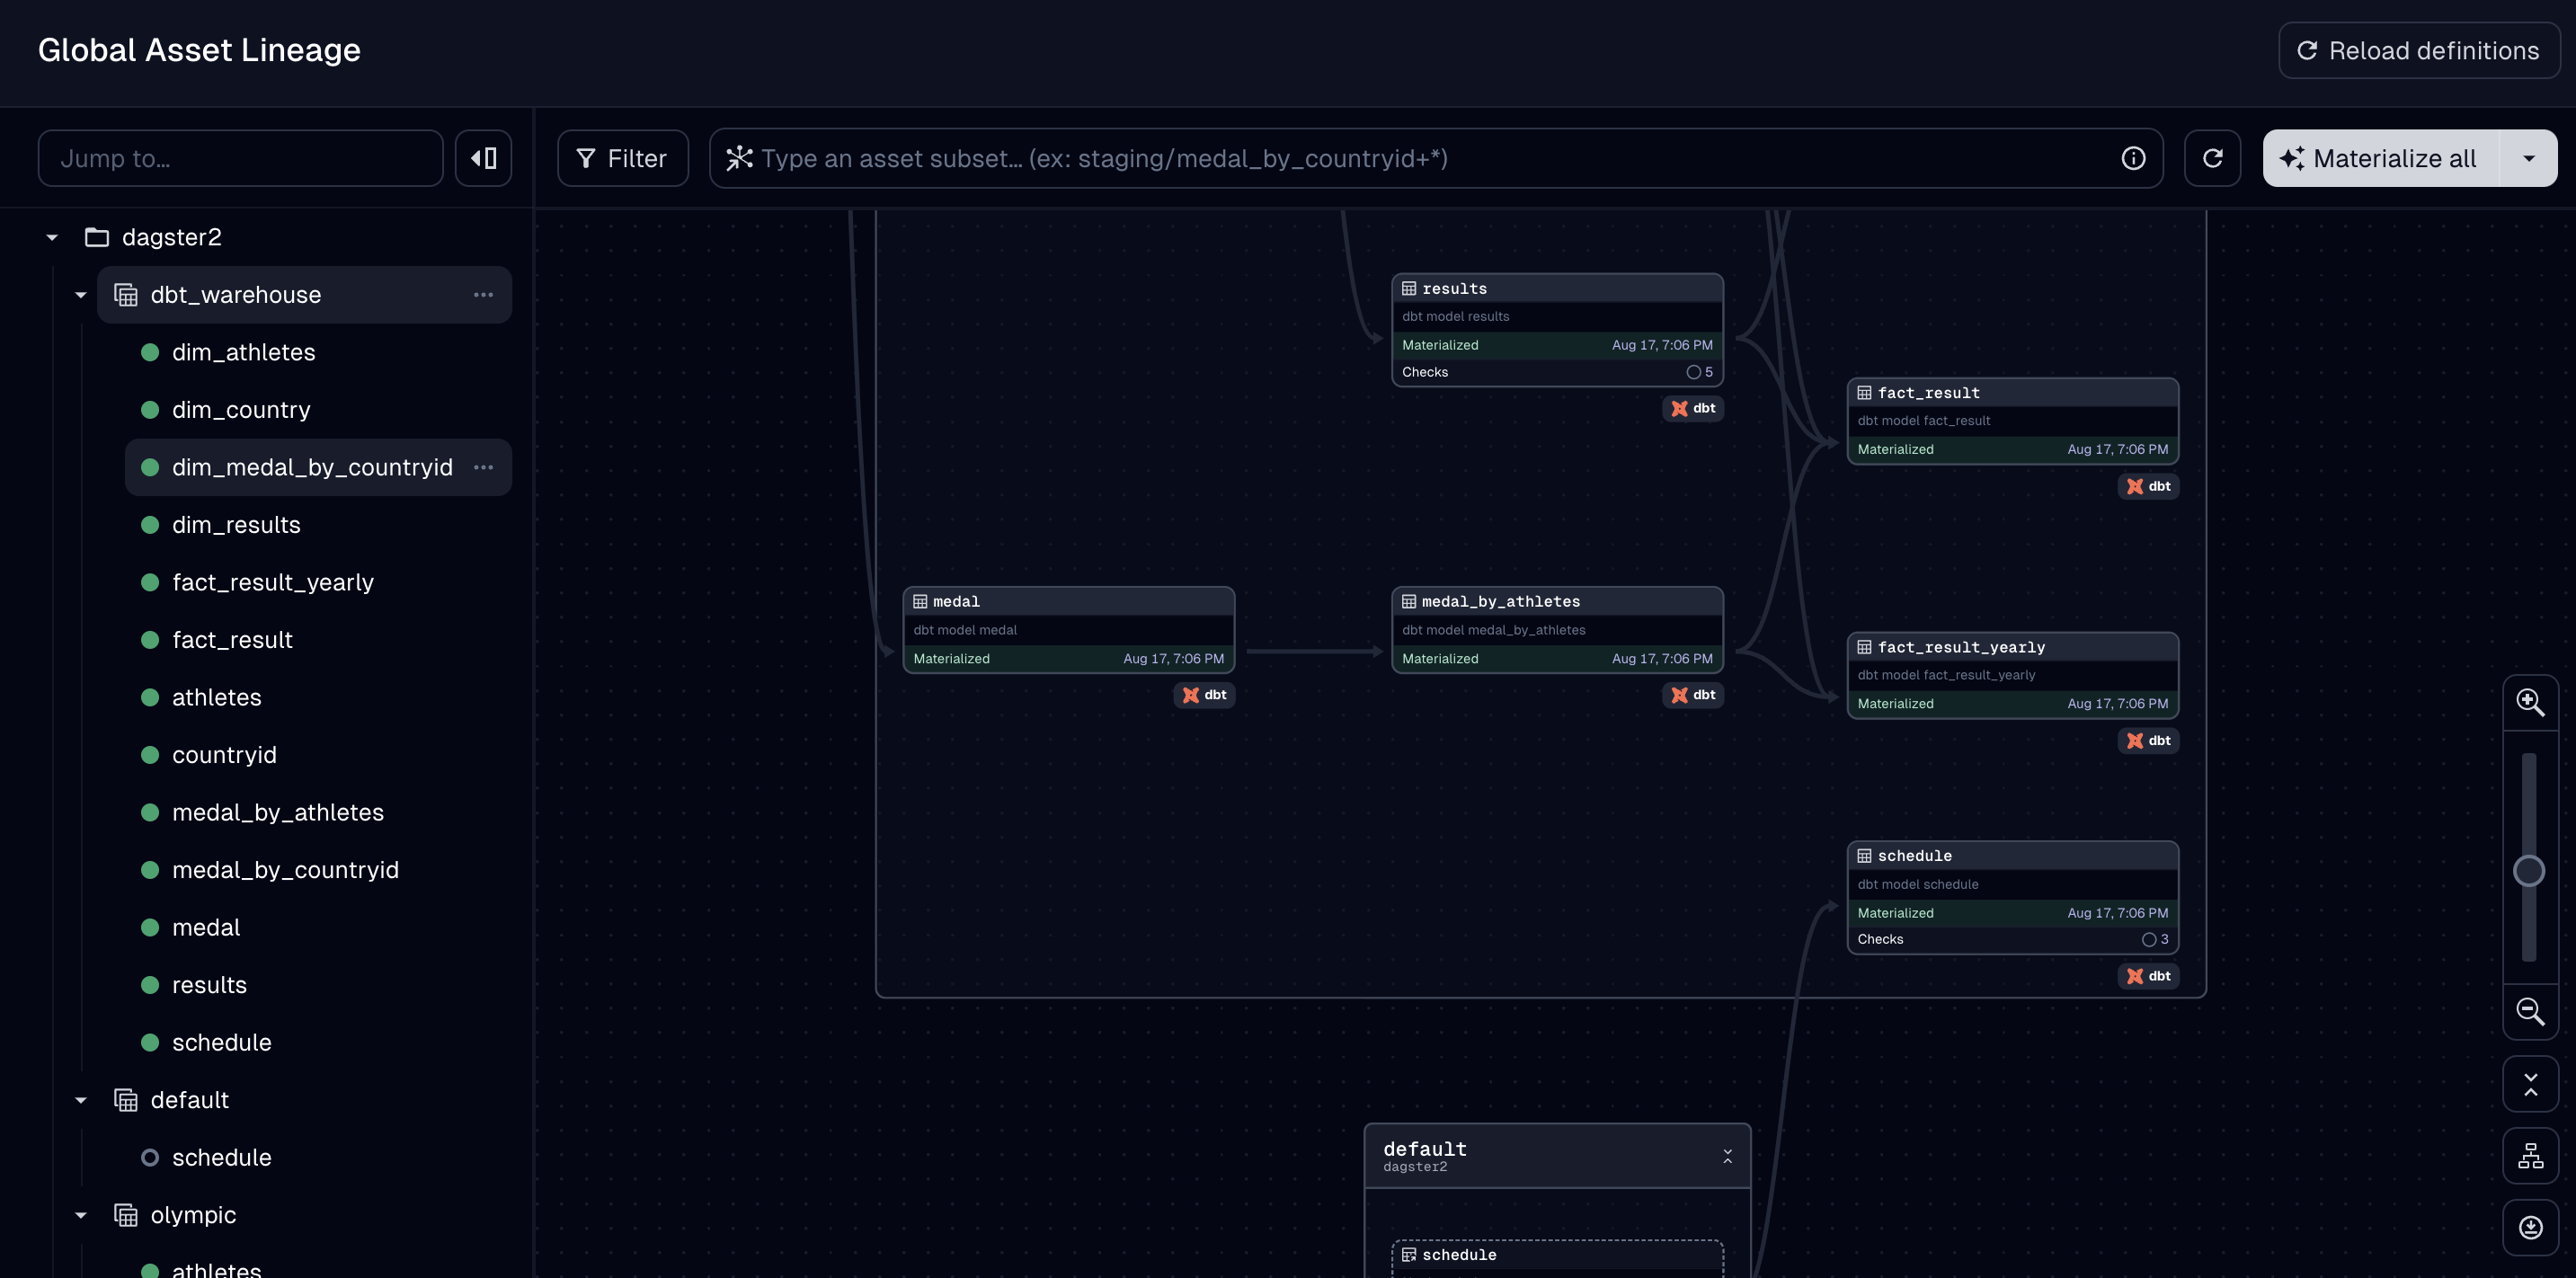 Global Asset Lineage
Reload definitions
Jump to…
Filter
Type an asset subset… (ex: staging/medal_by_countryid+*)
Materialize all
dagster2
dbt_warehouse
dim_athletes
dim_country
dim_medal_by_countryid
dim_results
fact_result_yearly
fact_result
athletes
countryid
medal_by_athletes
medal_by_countryid
medal
results
schedule
default
schedule
olympic
athletes
results
dbt model results
Materialized Aug 17, 7:06 PM
Checks 5
dbt
fact_result
dbt model fact_result
Materialized Aug 17, 7:06 PM
dbt
medal
dbt model medal
Materialized Aug 17, 7:06 PM
dbt
medal_by_athletes
dbt model medal_by_athletes
Materialized Aug 17, 7:06 PM
dbt
fact_result_yearly
dbt model fact_result_yearly
Materialized Aug 17, 7:06 PM
dbt
schedule
dbt model schedule
Materialized Aug 17, 7:06 PM
Checks 3
dbt
default
dagster2
schedule